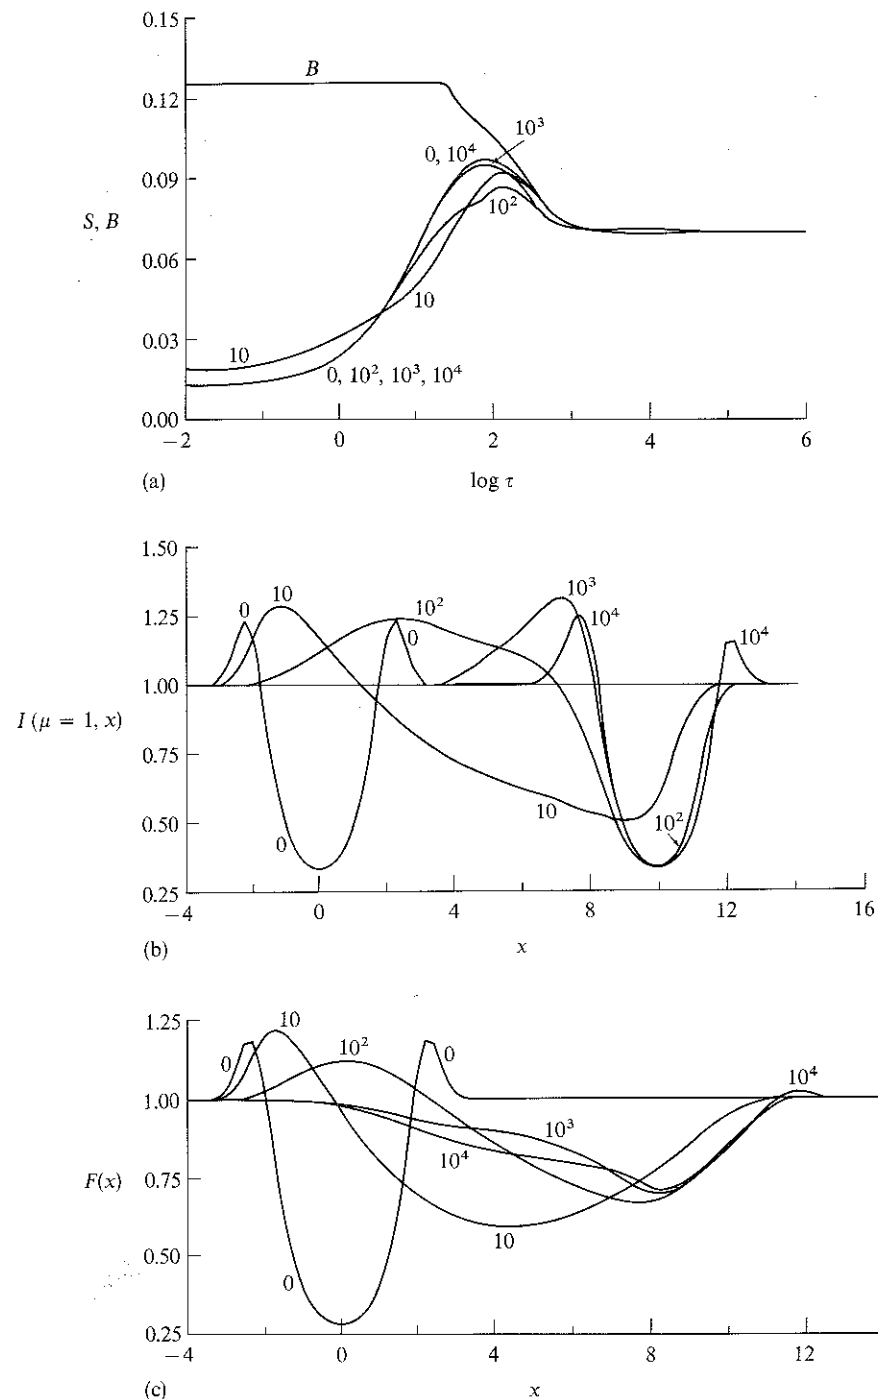 0.15
B
0.12
10³
0, 10⁴
0.09
10²
S, B
0.06
10
10
0.03
0, 10², 10³, 10⁴
0.00
−2 0 2 4 6
(a) log τ
1.50
10 10³
0 10² 10⁴ 10⁴
1.25
0
1.00
I (μ = 1, x)
0.75
10
10²
0.50
0
0.25
−4 0 4 8 12 16
(b) x
1.25
10
0 10² 0
10⁴
1.00
10³
10⁴
F(x) 0.75
10
0.50
0
0.25
−4 0 4 8 12
(c) x